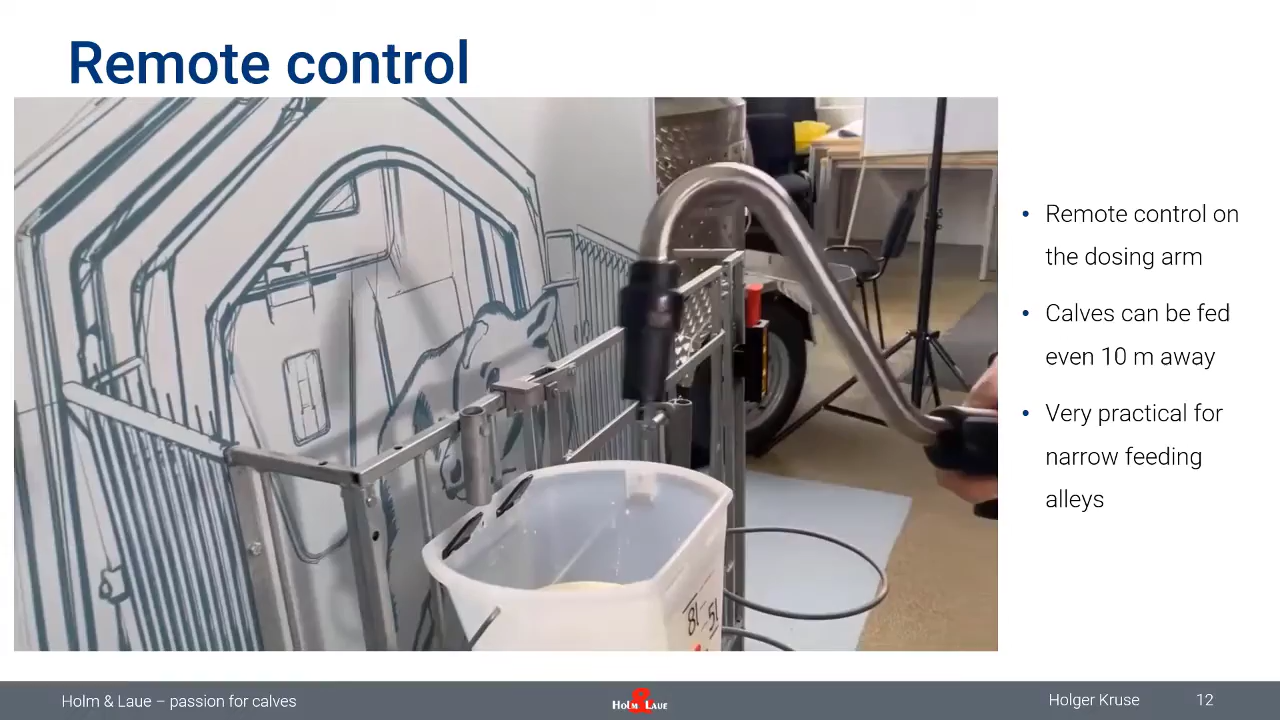 Remote control
• Remote control on
the dosing arm
• Calves can be fed
even 10 m away
• Very practical for
narrow feeding
alleys
Holm & Laue – passion for calves
HOLM & LAUE
Holger Kruse
12